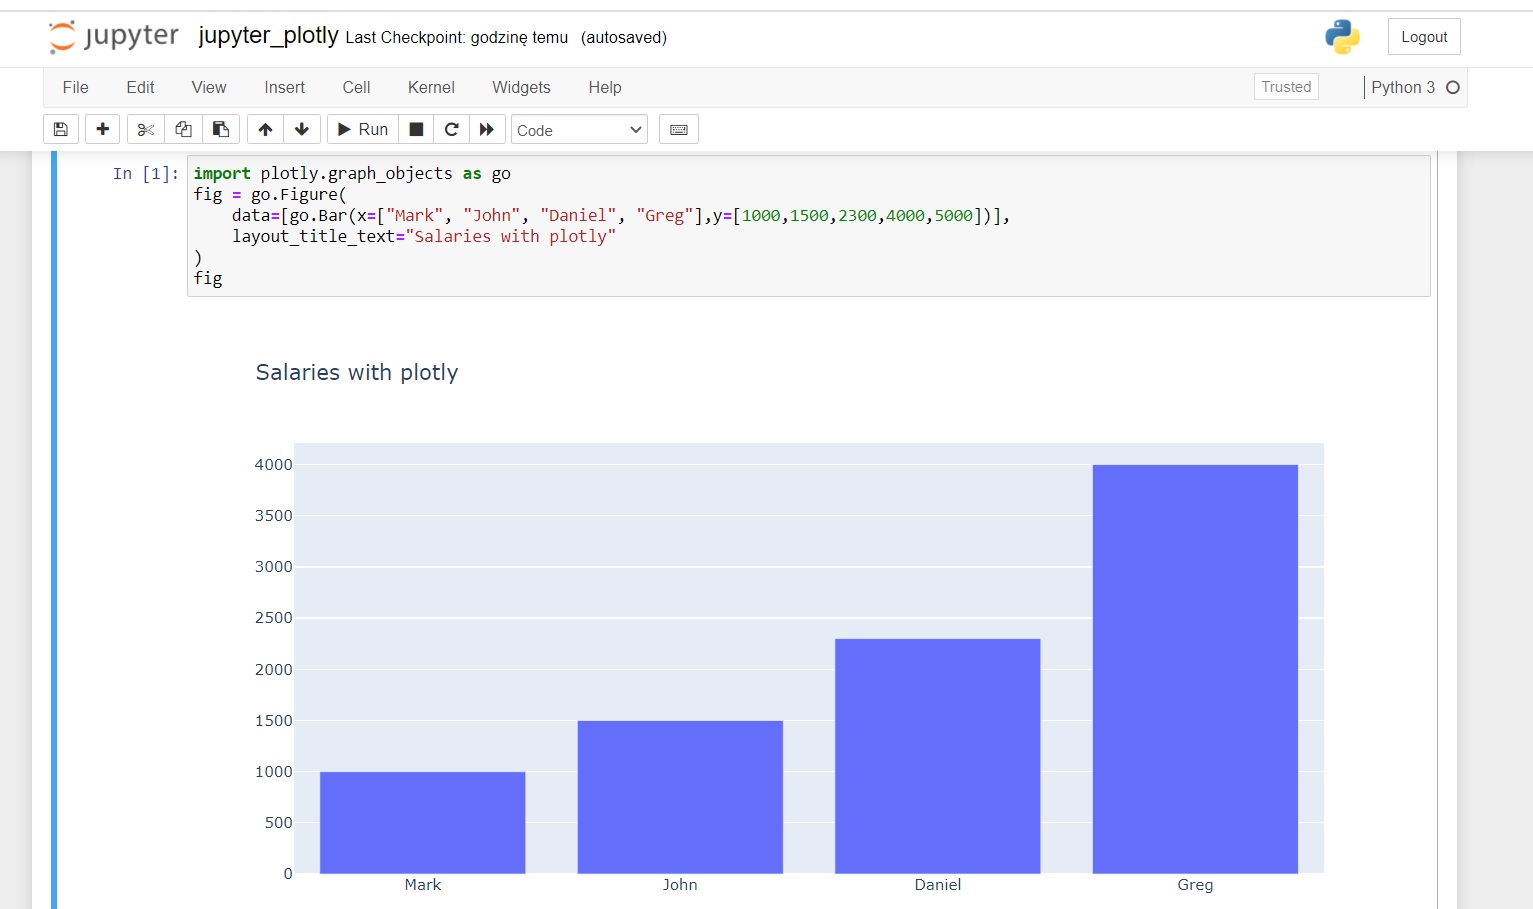 jupyter jupyter_plotly Last Checkpoint: godzinę temu (autosaved) Logout
File Edit View Insert Cell Kernel Widgets Help Trusted Python 3
Run Code
In [1]: import plotly.graph_objects as go
fig = go.Figure(
    data=[go.Bar(x=["Mark", "John", "Daniel", "Greg"],y=[1000,1500,2300,4000,5000])],
    layout_title_text="Salaries with plotly"
)
fig
Salaries with plotly
4000
3500
3000
2500
2000
1500
1000
500
0
Mark John Daniel Greg